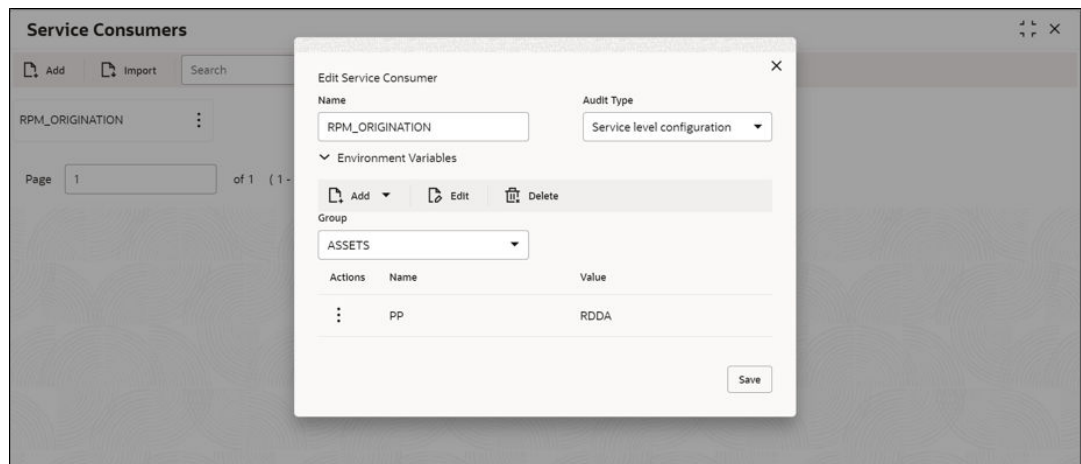 Service Consumers
Add Import Search
RPM_ORIGINATION
Page 1 of 1 (1 -
Edit Service Consumer
Name Audit Type
RPM_ORIGINATION Service level configuration
Environment Variables
Add Edit Delete
Group
ASSETS
Actions Name Value
PP RDDA
Save